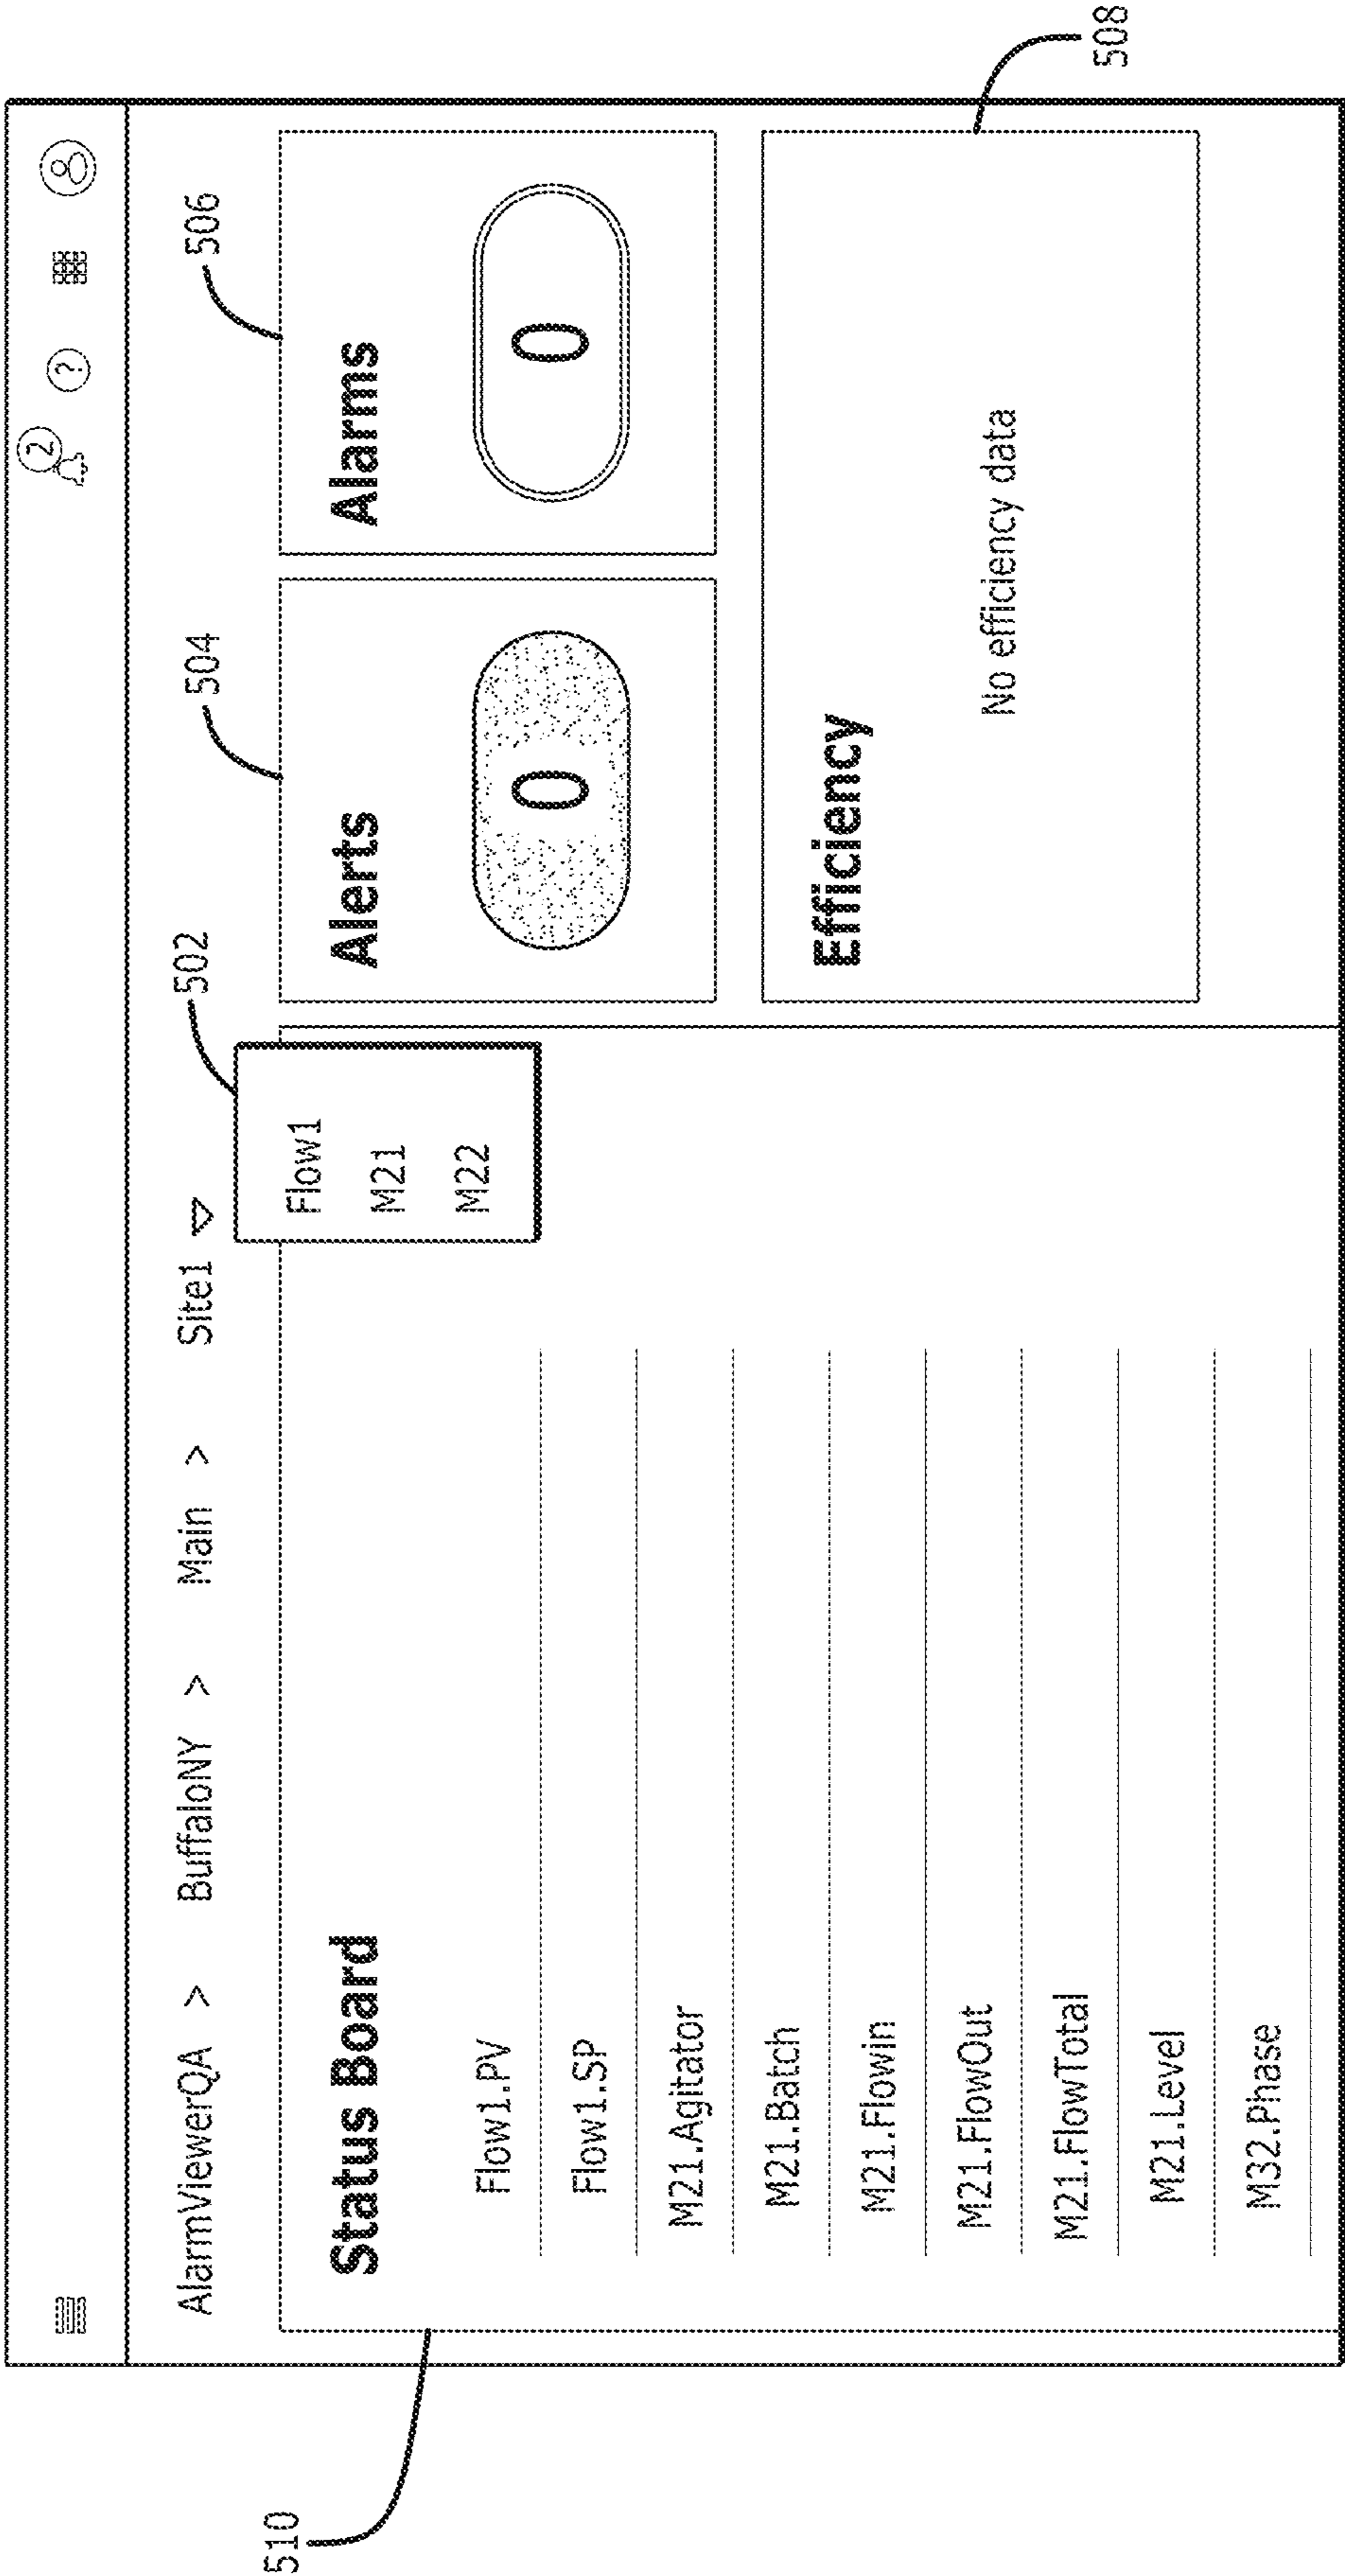 2 ?
AlarmViewerQA > BuffaloNY > Main > Site1
502
504
506
508
510
Flow1
M21
M22
Status Board
Flow1.PV
Flow1.SP
M21.Agitator
M21.Batch
M21.Flowin
M21.FlowOut
M21.FlowTotal
M21.Level
M32.Phase
Alerts
0
Alarms
0
Efficiency
No efficiency data